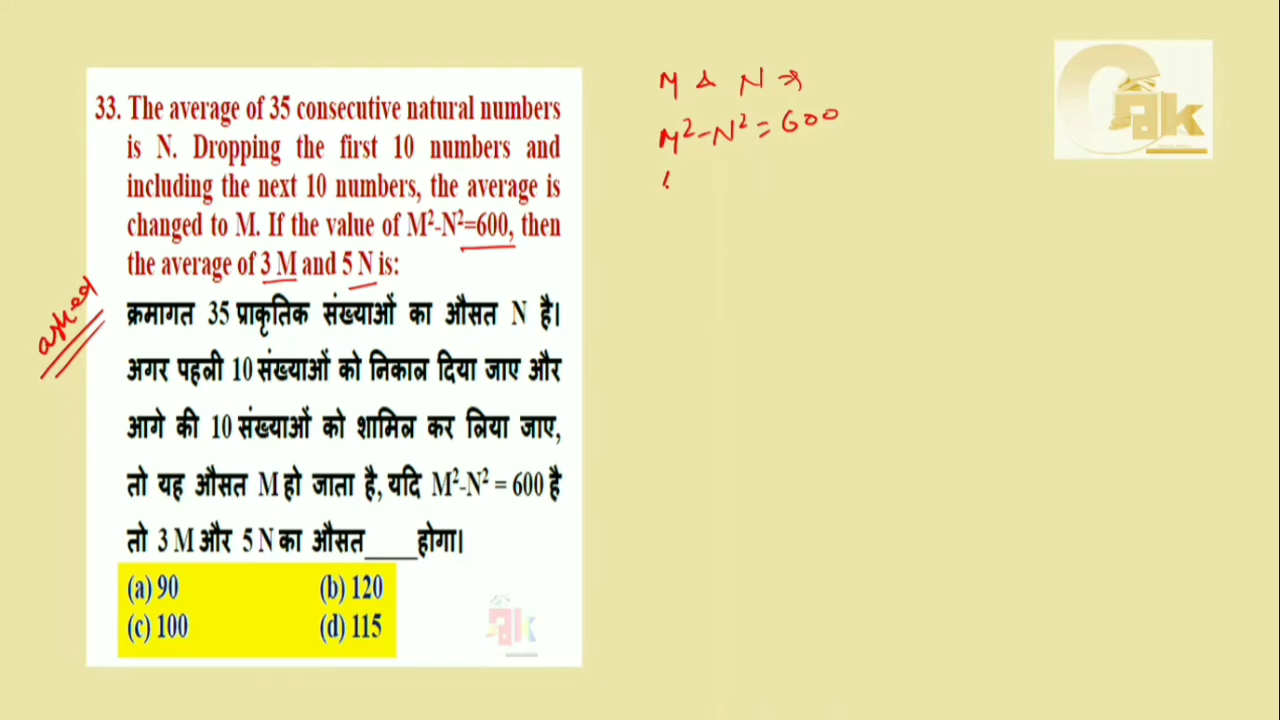 33. The average of 35 consecutive natural numbers
is N. Dropping the first 10 numbers and
including the next 10 numbers, the average is
changed to M. If the value of M²-N²=600, then
the average of 3 M and 5 N is:
क्रमागत 35 प्राकृतिक संख्याओं का औसत N है।
अगर पहली 10 संख्याओं को निकाल दिया जाए और
आगे की 10 संख्याओं को शामिल कर लिया जाए,
तो यह औसत M हो जाता है, यदि M²-N² = 600 है
तो 3 M और 5 N का औसत____होगा।
(a) 90 (b) 120
(c) 100 (d) 115
asked
M & N →
M²-N² = 600